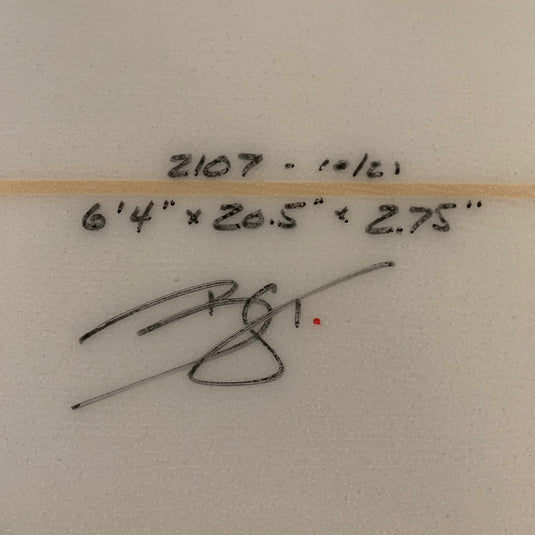 2107 - 10/21
6'4" x 20.5" x 2.75"